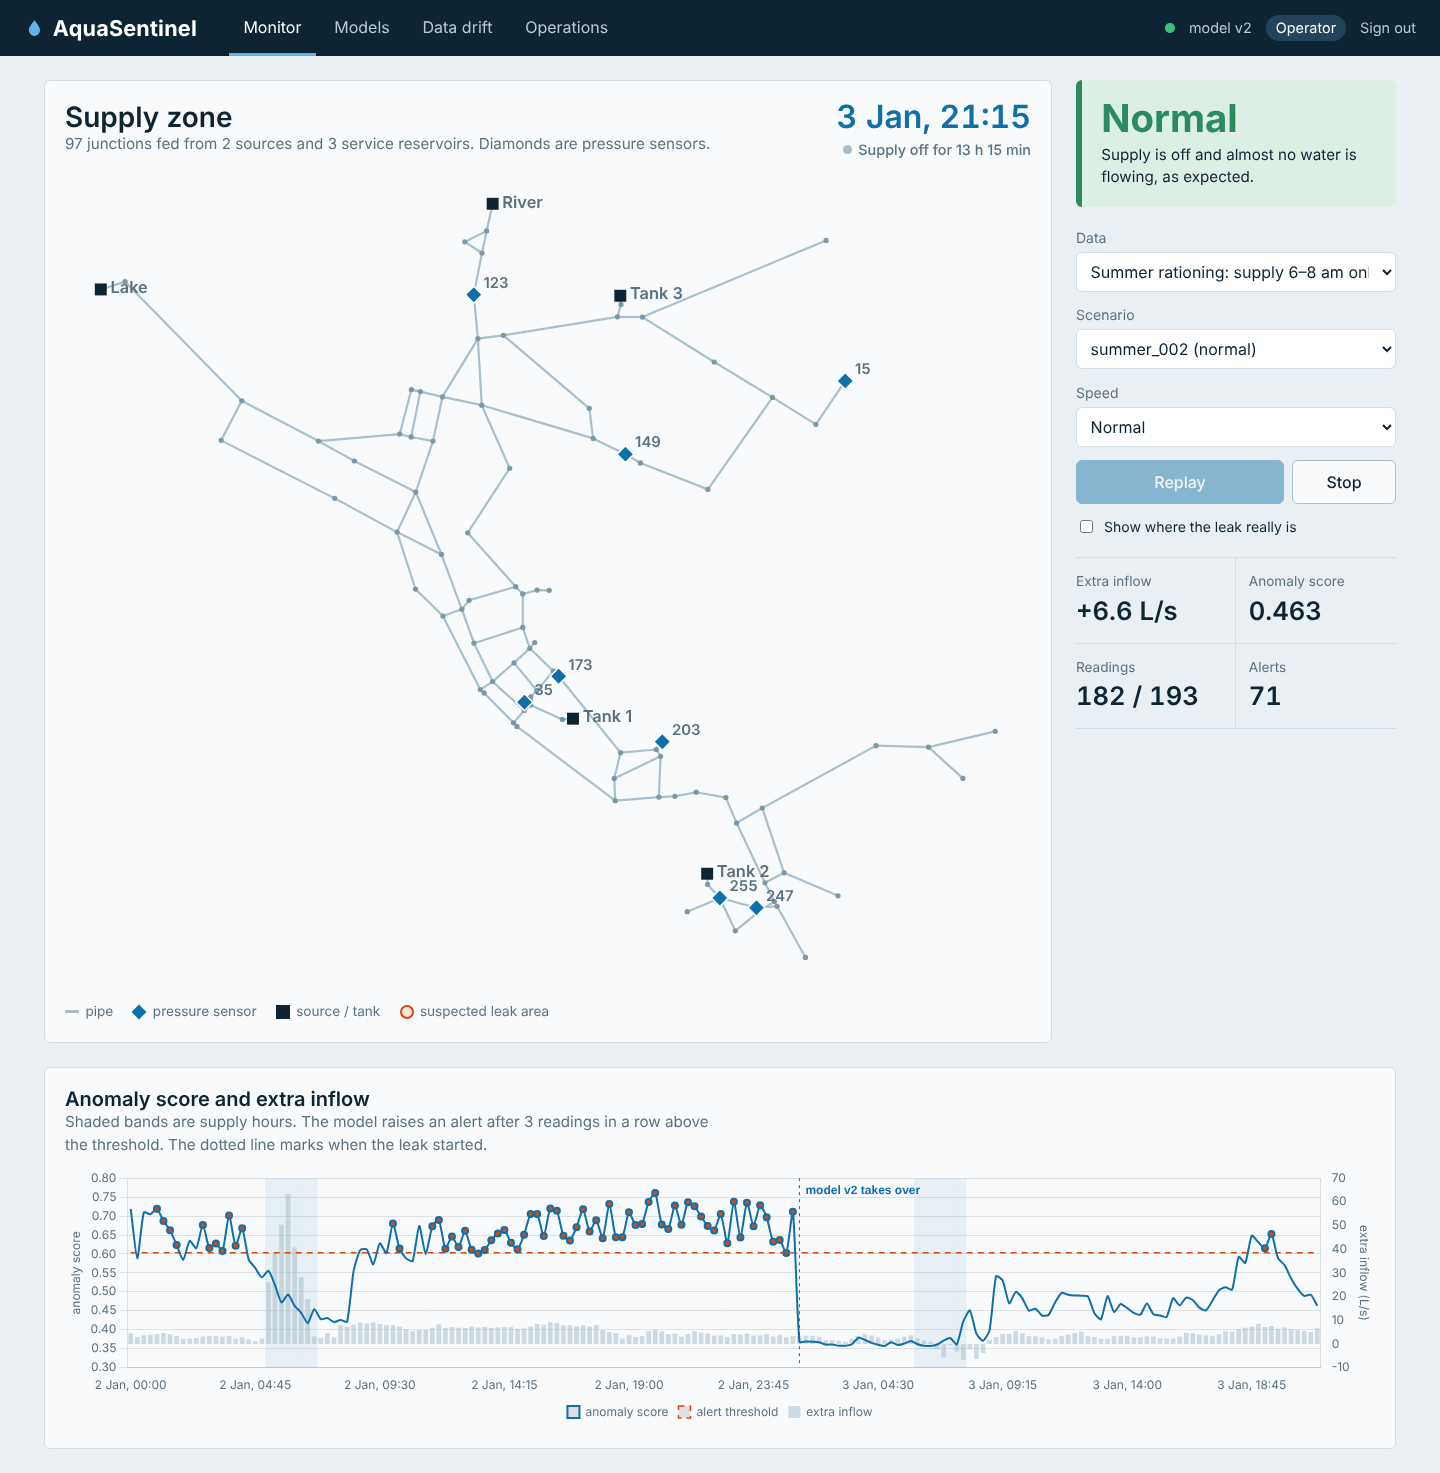 AquaSentinel
Monitor
Models
Data drift
Operations
model v2
Operator
Sign out
Supply zone
97 junctions fed from 2 sources and 3 service reservoirs. Diamonds are pressure sensors.
3 Jan, 21:15
Supply off for 13 h 15 min
River
Lake
123
Tank 3
15
149
173
35
Tank 1
203
Tank 2
255
247
pipe
pressure sensor
source / tank
suspected leak area
Normal
Supply is off and almost no water is
flowing, as expected.
Data
Summer rationing: supply 6–8 am onl
Scenario
summer_002 (normal)
Speed
Normal
Replay
Stop
Show where the leak really is
Extra inflow
+6.6 L/s
Anomaly score
0.463
Readings
182 / 193
Alerts
71
Anomaly score and extra inflow
Shaded bands are supply hours. The model raises an alert after 3 readings in a row above
the threshold. The dotted line marks when the leak started.
anomaly score
0.80
0.75
0.70
0.65
0.60
0.55
0.50
0.45
0.40
0.35
0.30
model v2 takes over
70
60
50
40
30
20
10
0
-10
extra inflow (L/s)
2 Jan, 00:00
2 Jan, 04:45
2 Jan, 09:30
2 Jan, 14:15
2 Jan, 19:00
2 Jan, 23:45
3 Jan, 04:30
3 Jan, 09:15
3 Jan, 14:00
3 Jan, 18:45
anomaly score
alert threshold
extra inflow